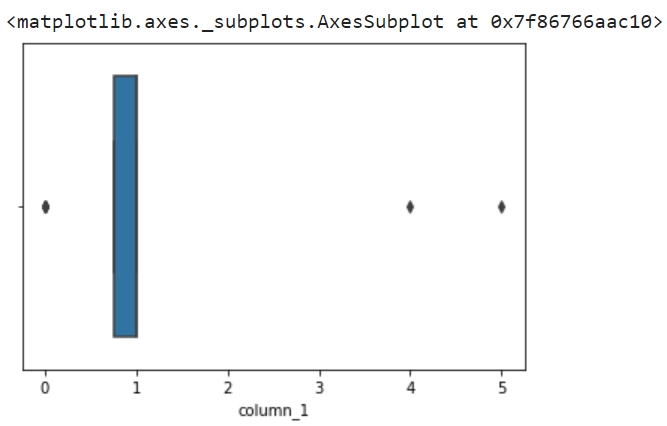 <matplotlib.axes._subplots.AxesSubplot at 0x7f86766aac10>
0 1 2 3 4 5
column_1